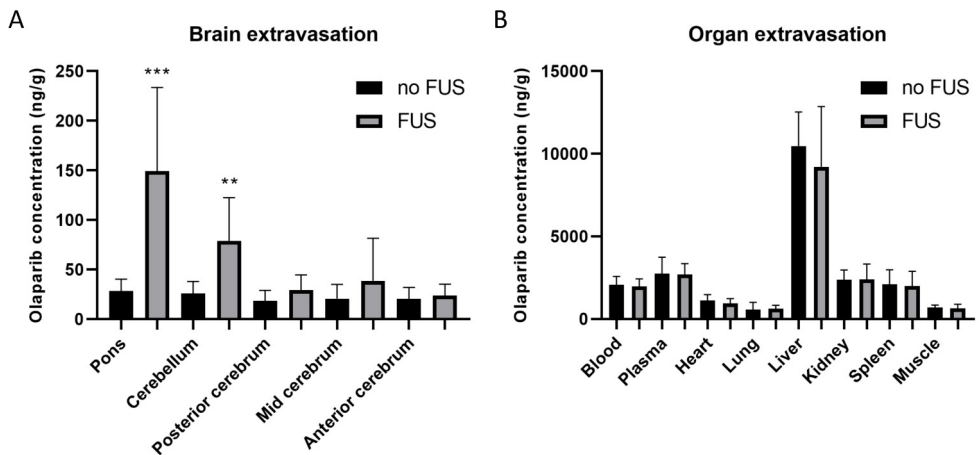 A
Brain extravasation
Olaparib concentration (ng/g)
250
200
150
100
50
0
***
**
no FUS
FUS
Pons
Cerebellum
Posterior cerebrum
Mid cerebrum
Anterior cerebrum
B
Organ extravasation
Olaparib concentration (ng/g)
15000
10000
5000
0
no FUS
FUS
Blood
Plasma
Heart
Lung
Liver
Kidney
Spleen
Muscle